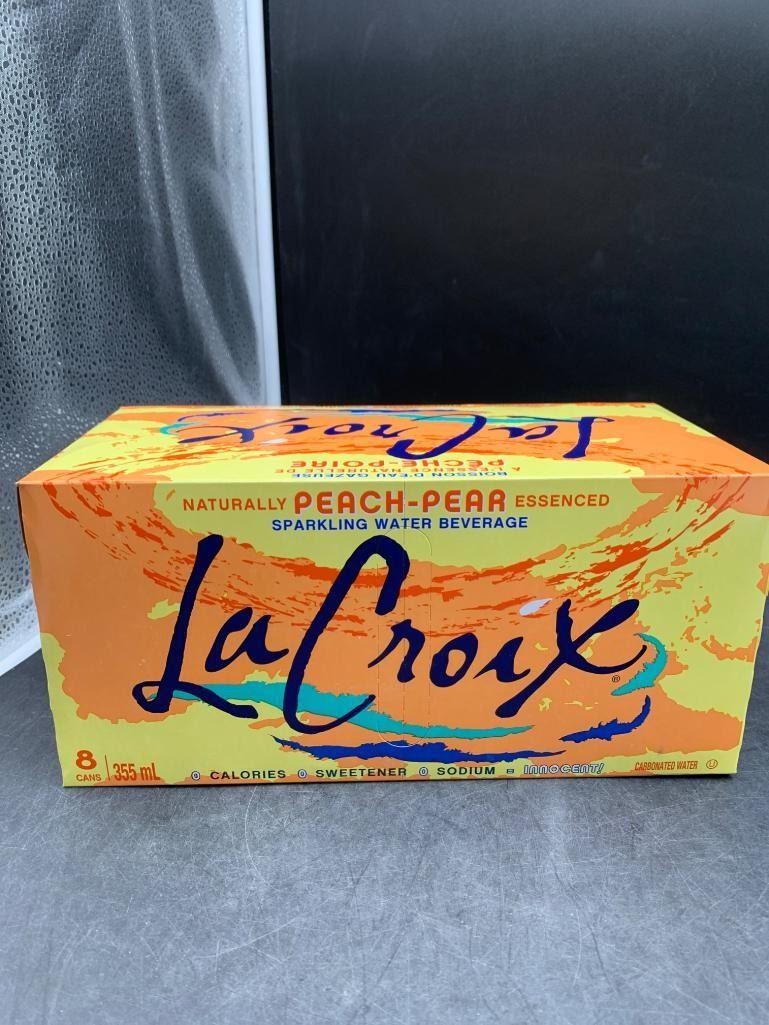 LaCroix
PÊCHE-POIRE
À L'ESSENCE NATURELLE DE
BOISSON D'EAU GAZEUSE
NATURALLY PEACH-PEAR ESSENCED
SPARKLING WATER BEVERAGE
LaCroix®
8 CANS 355 mL
0 CALORIES 0 SWEETENER 0 SODIUM = INNOCENT!
CARBONATED WATER U